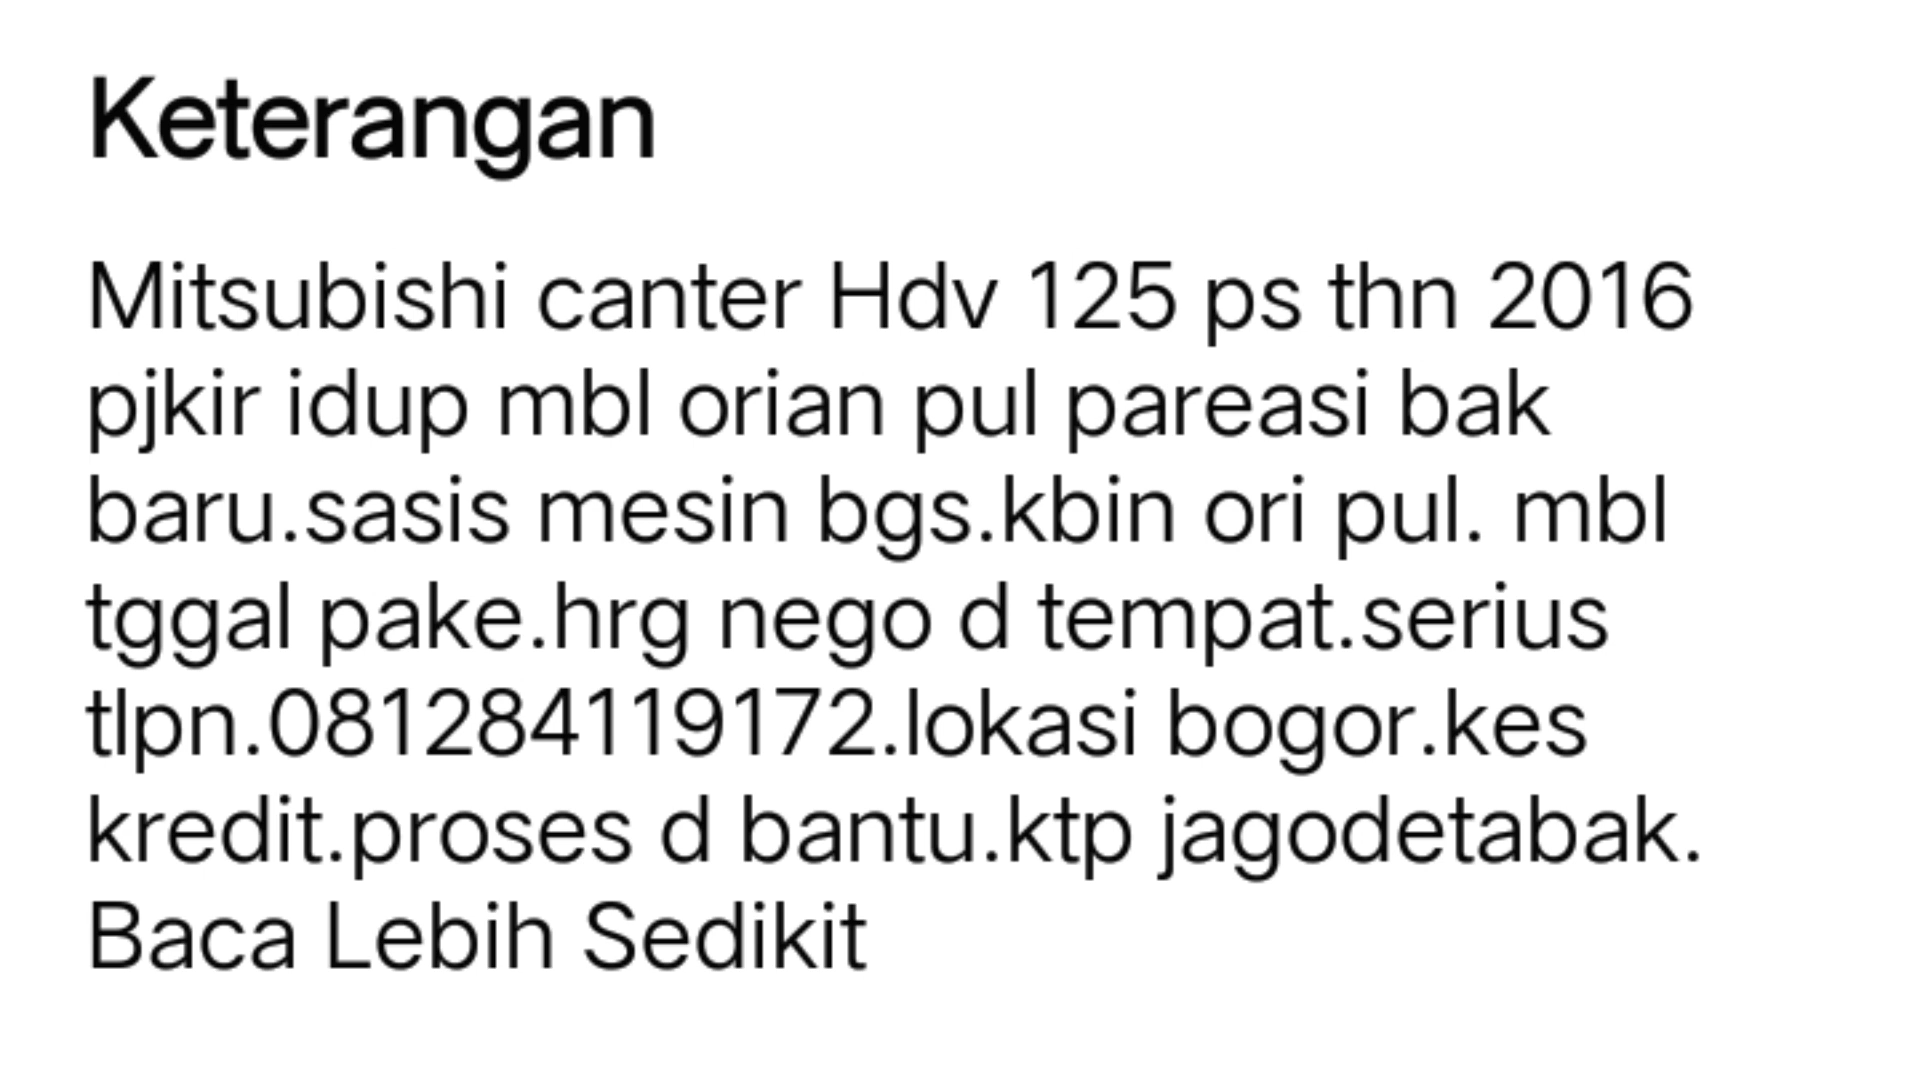 Keterangan
Mitsubishi canter Hdv 125 ps thn 2016
pjkir idup mbl orian pul pareasi bak
baru.sasis mesin bgs.kbin ori pul. mbl
tggal pake.hrg nego d tempat.serius
tlpn.081284119172.lokasi bogor.kes
kredit.proses d bantu.ktp jagodetabak.
Baca Lebih Sedikit